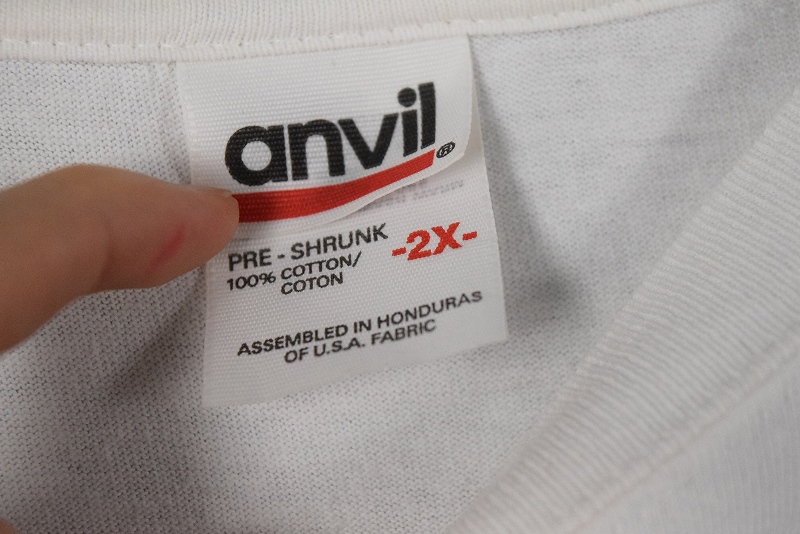 anvil®
PRE - SHRUNK -2X-
100% COTTON/
COTON
ASSEMBLED IN HONDURAS
OF U.S.A. FABRIC